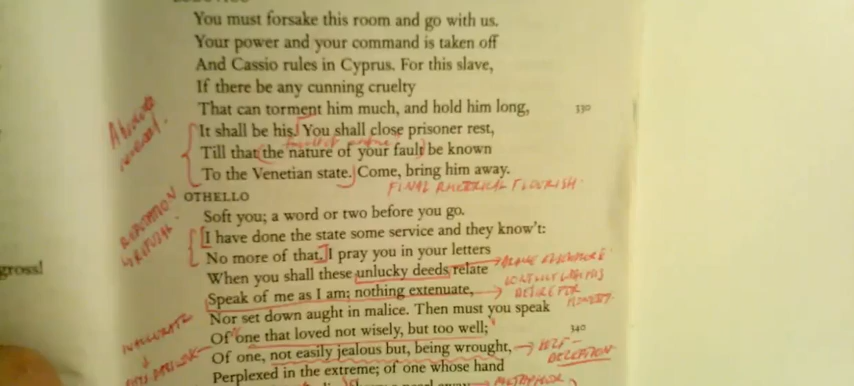 You must forsake this room and go with us.
Your power and your command is taken off
And Cassio rules in Cyprus. For this slave,
If there be any cunning cruelty
That can torment him much, and hold him long, 330
It shall be his. You shall close prisoner rest,
Till that the nature of your fault be known
To the Venetian state. Come, bring him away.
FINAL RHETORICAL FLOURISH.
OTHELLO
Soft you; a word or two before you go.
I have done the state some service and they know't:
No more of that. I pray you in your letters
When you shall these unlucky deeds relate
Speak of me as I am; nothing extenuate,
Nor set down aught in malice. Then must you speak
Of one that loved not wisely, but too well; 340
Of one, not easily jealous but, being wrought,
SELF-
DECEPTION
Perplexed in the extreme; of one whose hand
METAPHOR
REPUTATION
gross!